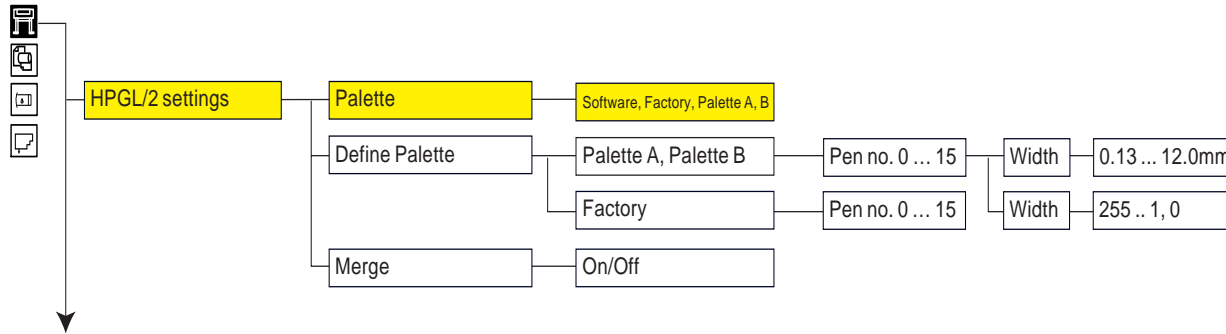 HPGL/2 settings
Palette
Software, Factory, Palette A, B
Define Palette
Palette A, Palette B
Pen no. 0 ... 15
Width
0.13 ... 12.0mm
Factory
Pen no. 0 ... 15
Width
255 .. 1, 0
Merge
On/Off